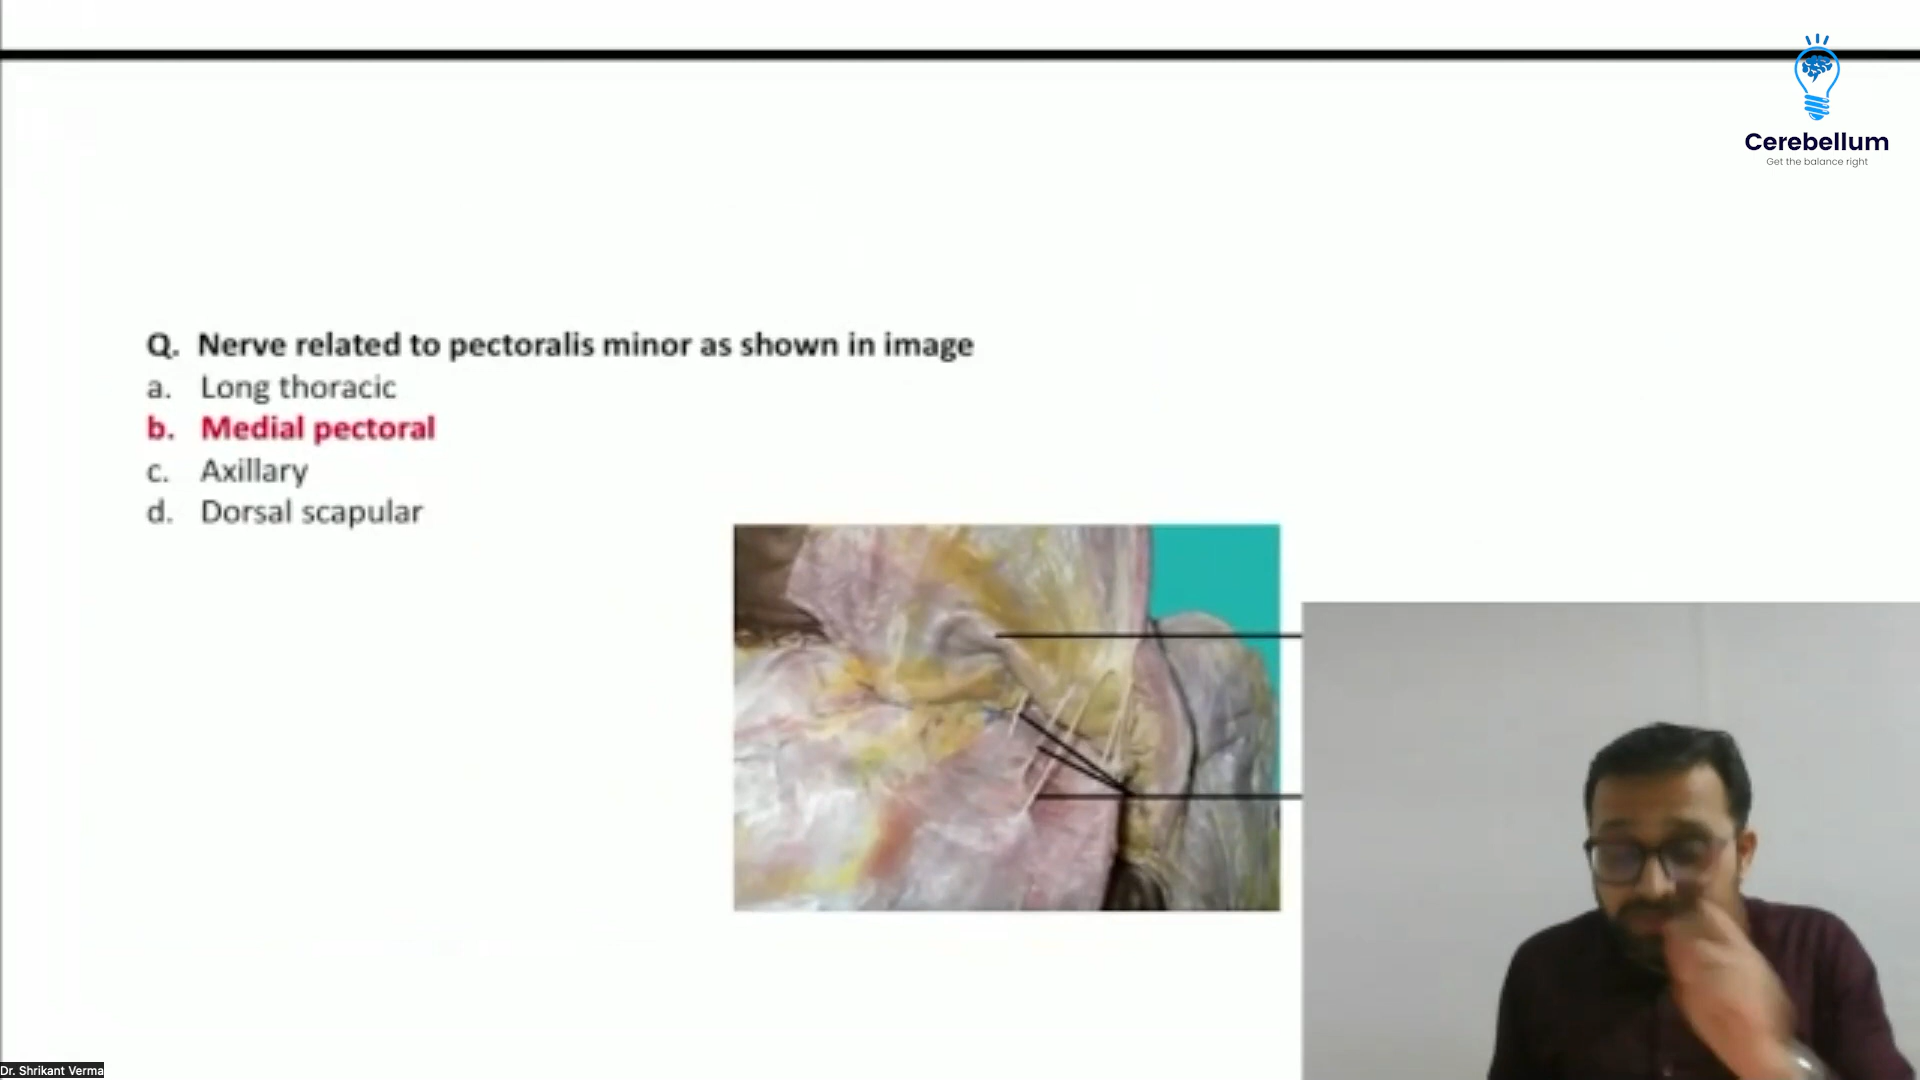 Cerebellum
Get the balance right
Q. Nerve related to pectoralis minor as shown in image
a. Long thoracic
b. Medial pectoral
c. Axillary
d. Dorsal scapular
Dr. Shrikant Verma